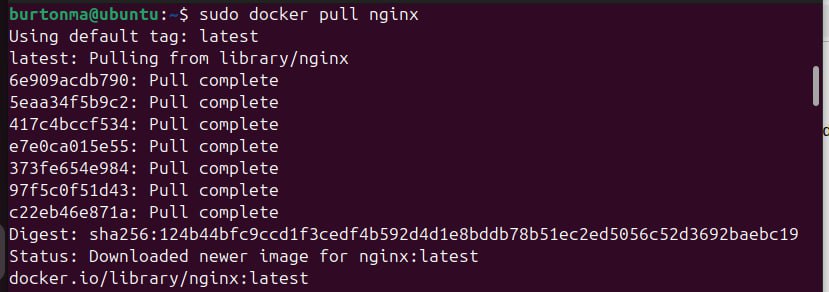 burtonma@ubuntu:~$ sudo docker pull nginx
Using default tag: latest
latest: Pulling from library/nginx
6e909acdb790: Pull complete
5eaa34f5b9c2: Pull complete
417c4bccf534: Pull complete
e7e0ca015e55: Pull complete
373fe654e984: Pull complete
97f5c0f51d43: Pull complete
c22eb46e871a: Pull complete
Digest: sha256:124b44bfc9ccd1f3cedf4b592d4d1e8bddb78b51ec2ed5056c52d3692baebc19
Status: Downloaded newer image for nginx:latest
docker.io/library/nginx:latest